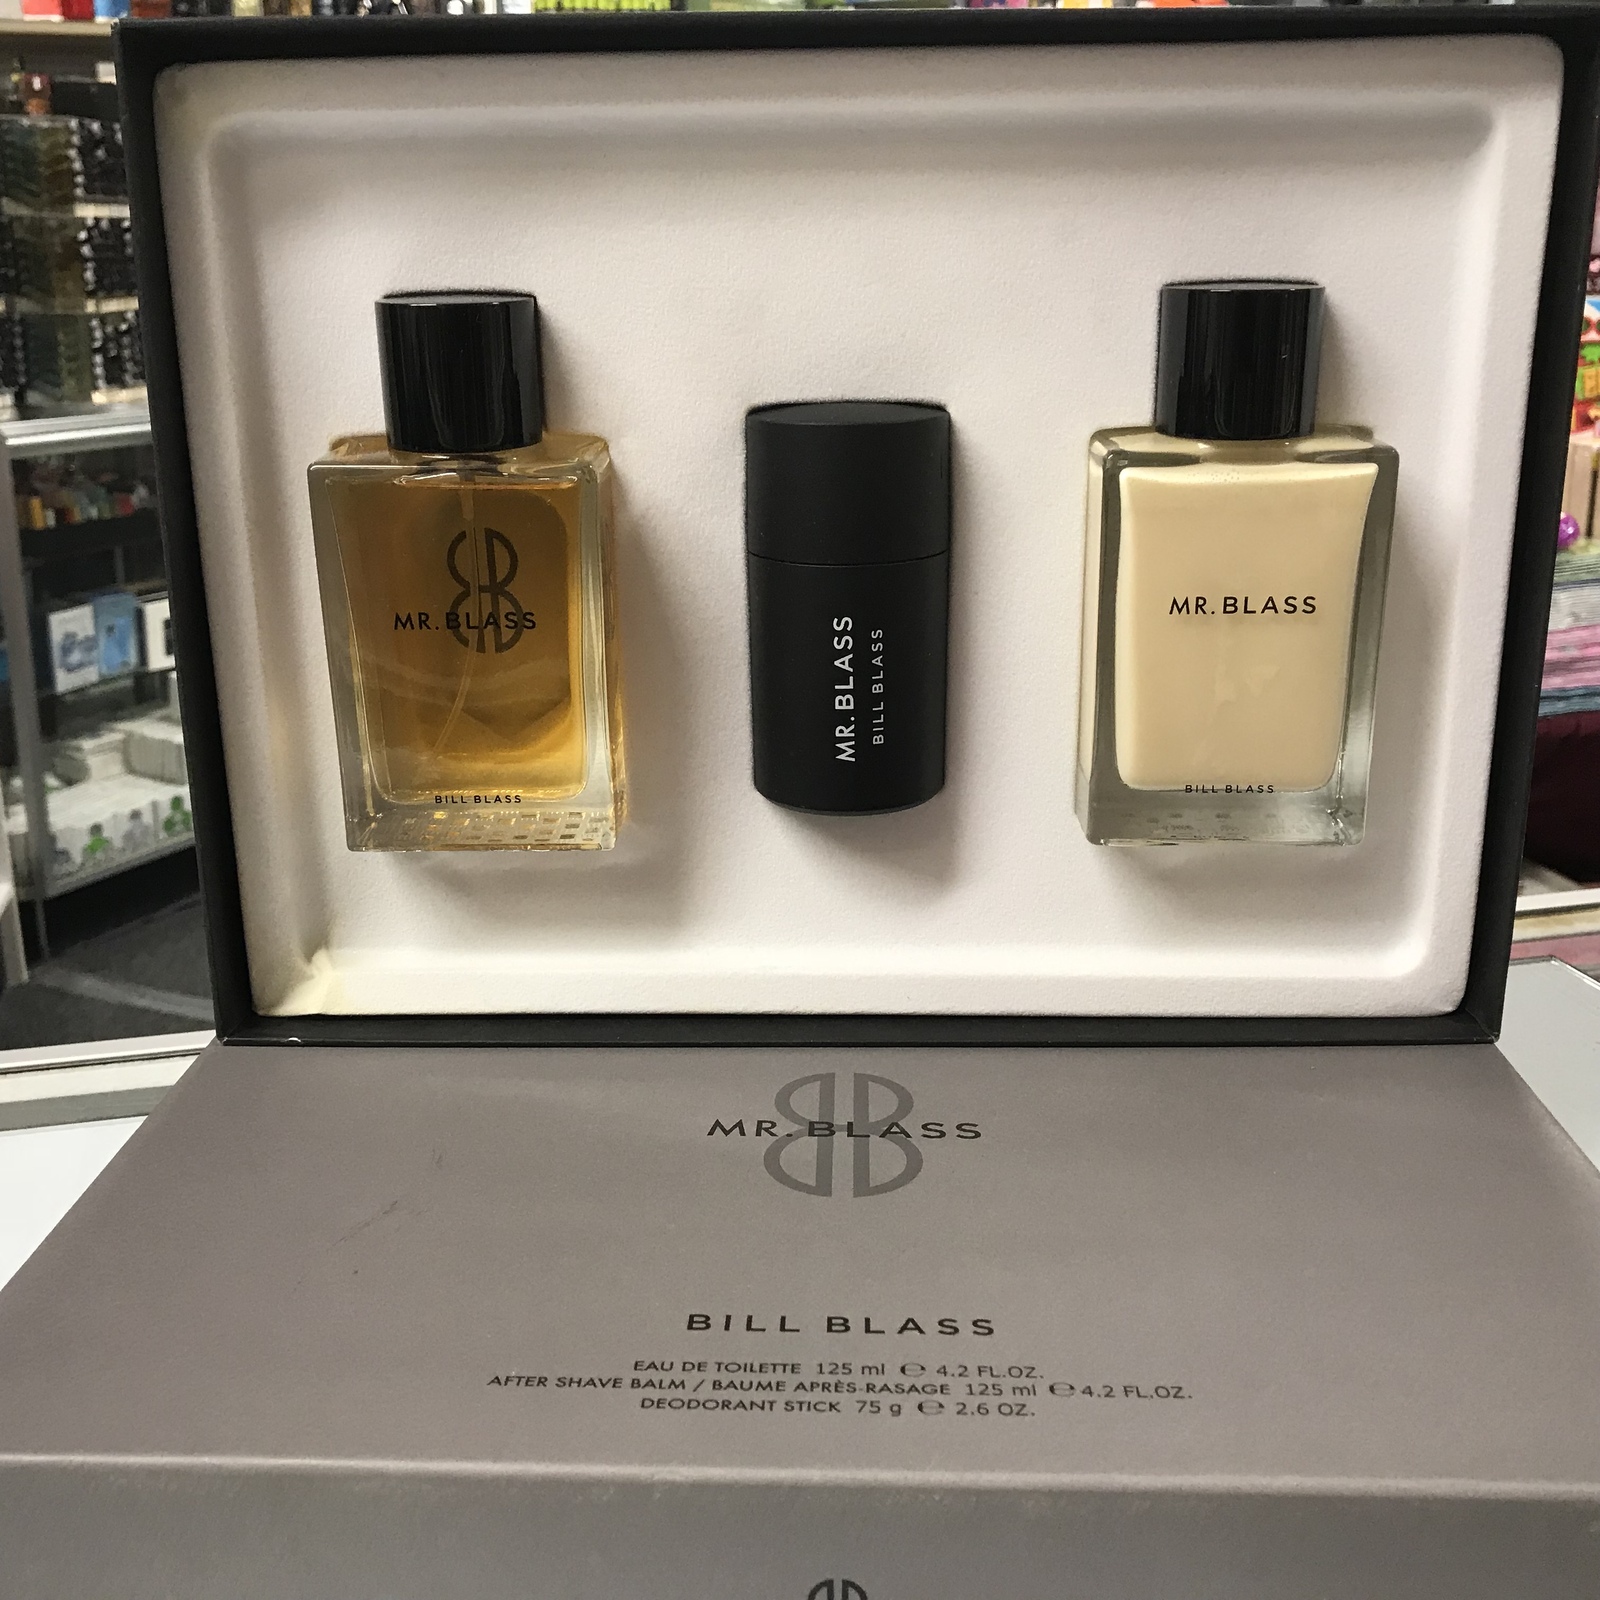 MR. BLASS
BILL BLASS
MR. BLASS
BILL BLASS
MR. BLASS
BILL BLASS
MR. BLASS
BILL BLASS
EAU DE TOILETTE 125 ml ℮ 4.2 FL.OZ.
AFTER SHAVE BALM / BAUME APRÈS-RASAGE 125 ml ℮ 4.2 FL.OZ.
DEODORANT STICK 75 g ℮ 2.6 OZ.